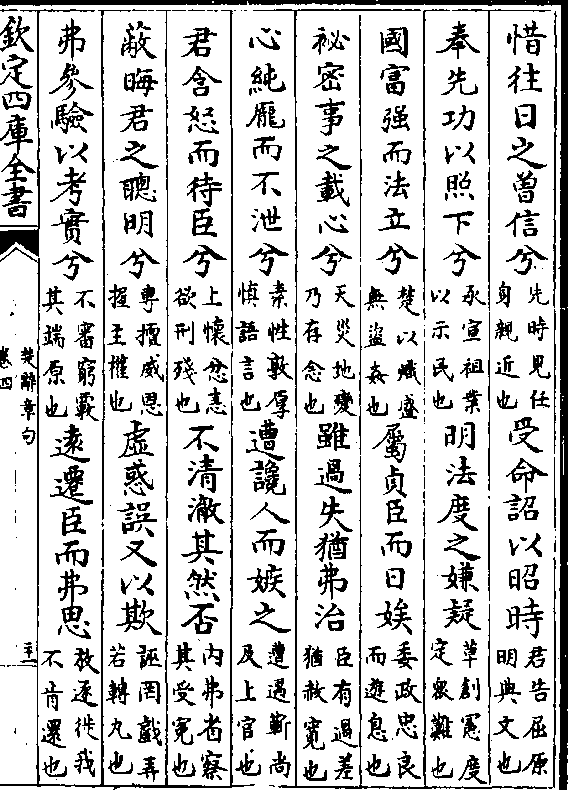 惜往日之曾信兮先時見任身親近也受命詔以昭時君告屈原明典文也
奉先功以照下兮承宣祖業以示民也明法度之嫌疑草創憲度定衆難也
國富强而法立兮楚以熾盛無盜姦也屬貞臣而日娭委政忠良而遊息也
祕密事之載心兮天災地變乃存念也雖過失猶弗治臣有過差猶赦寬也
心純龐而不泄兮素性敦厚慎語言也遭讒人而嫉之遭遇靳尚及上官也
君含怒而待臣兮上懷忿恚欲刑殘也不清澈其然否内弗省察其受寃也
蔽晦君之聰明兮專擅威恩握主權也虛惑誤又以欺誣罔戲弄若轉丸也
弗參驗以考實兮不審窮覈其端原也遠遷臣而弗思放逐徙我不肯還也
欽定四庫全書
楚辭章句
卷四